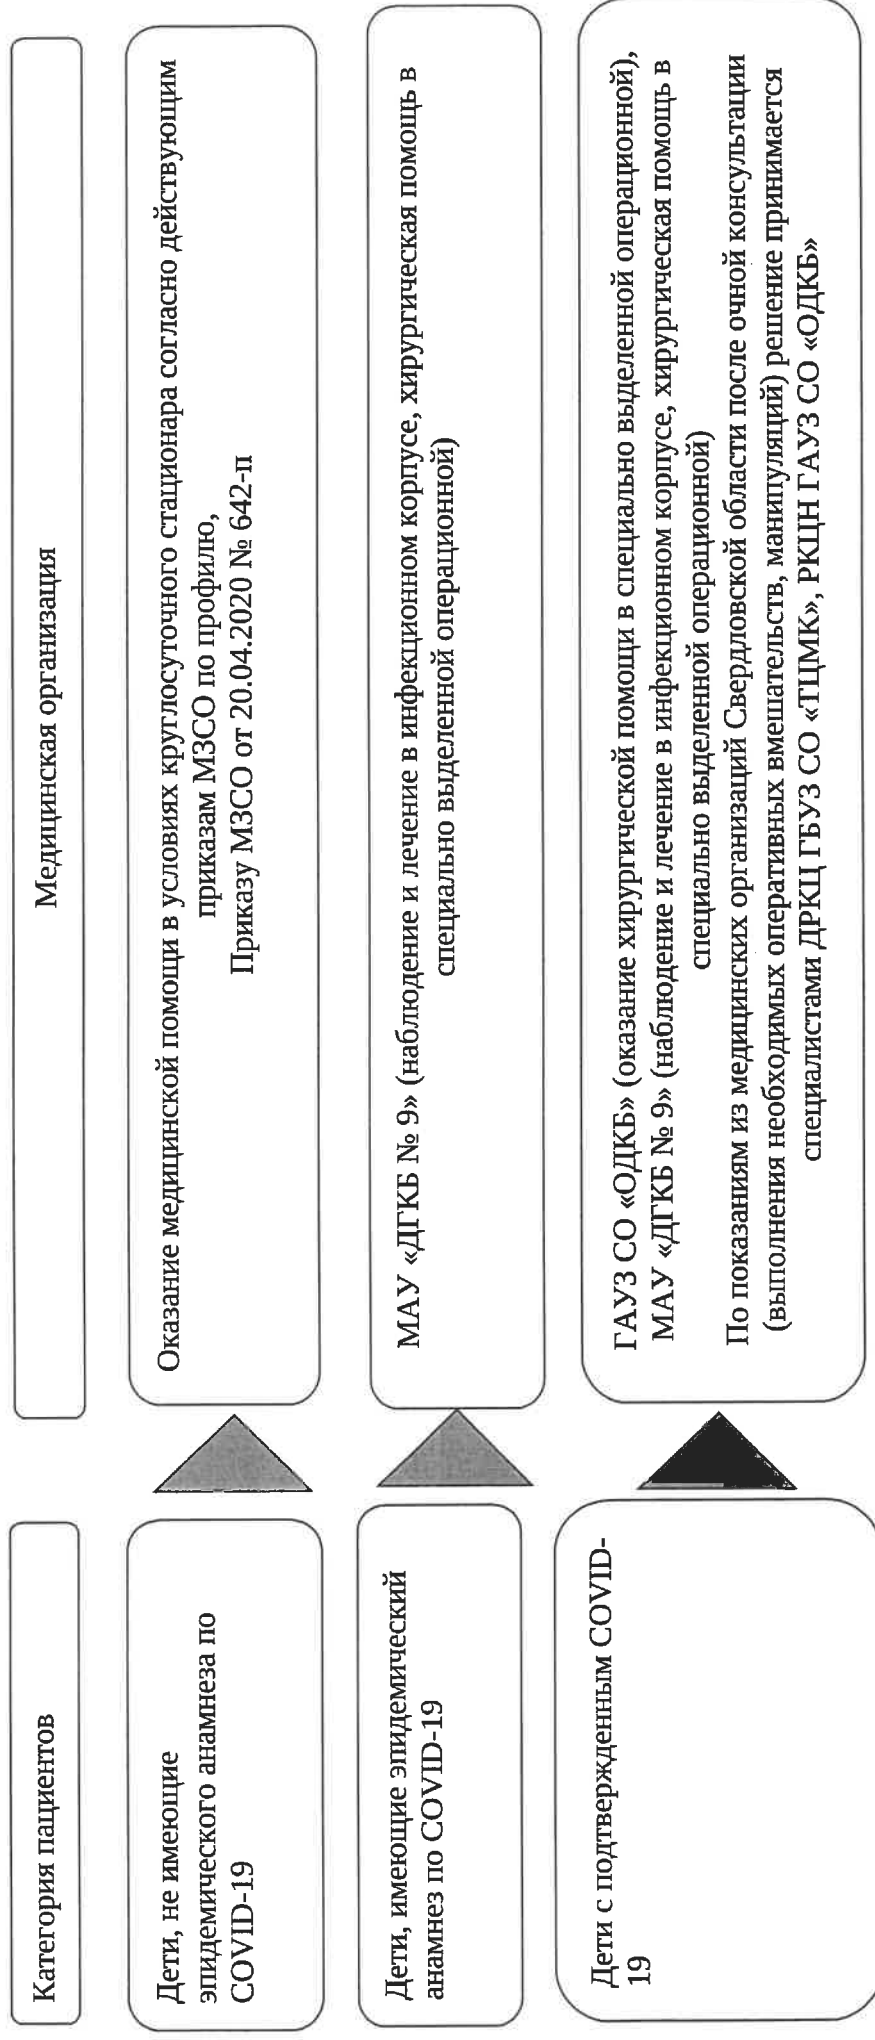 Категория пациентов
Медицинская организация
Дети, не имеющие
эпидемического анамнеза по
COVID-19
Оказание медицинской помощи в условиях круглосуточного стационара согласно действующим
приказам МЗСО по профилю,
Приказу МЗСО от 20.04.2020 № 642-п
Дети, имеющие эпидемический
анамнез по COVID-19
МАУ «ДГКБ № 9» (наблюдение и лечение в инфекционном корпусе, хирургическая помощь в
специально выделенной операционной)
Дети с подтвержденным COVID-
19
ГАУЗ СО «ОДКБ» (оказание хирургической помощи в специально выделенной операционной),
МАУ «ДГКБ № 9» (наблюдение и лечение в инфекционном корпусе, хирургическая помощь в
специально выделенной операционной)
По показаниям из медицинских организаций Свердловской области после очной консультации
(выполнения необходимых оперативных вмешательств, манипуляций) решение принимается
специалистами ДРКЦ ГБУЗ СО «ТЦМК», РКЦН ГАУЗ СО «ОДКБ»